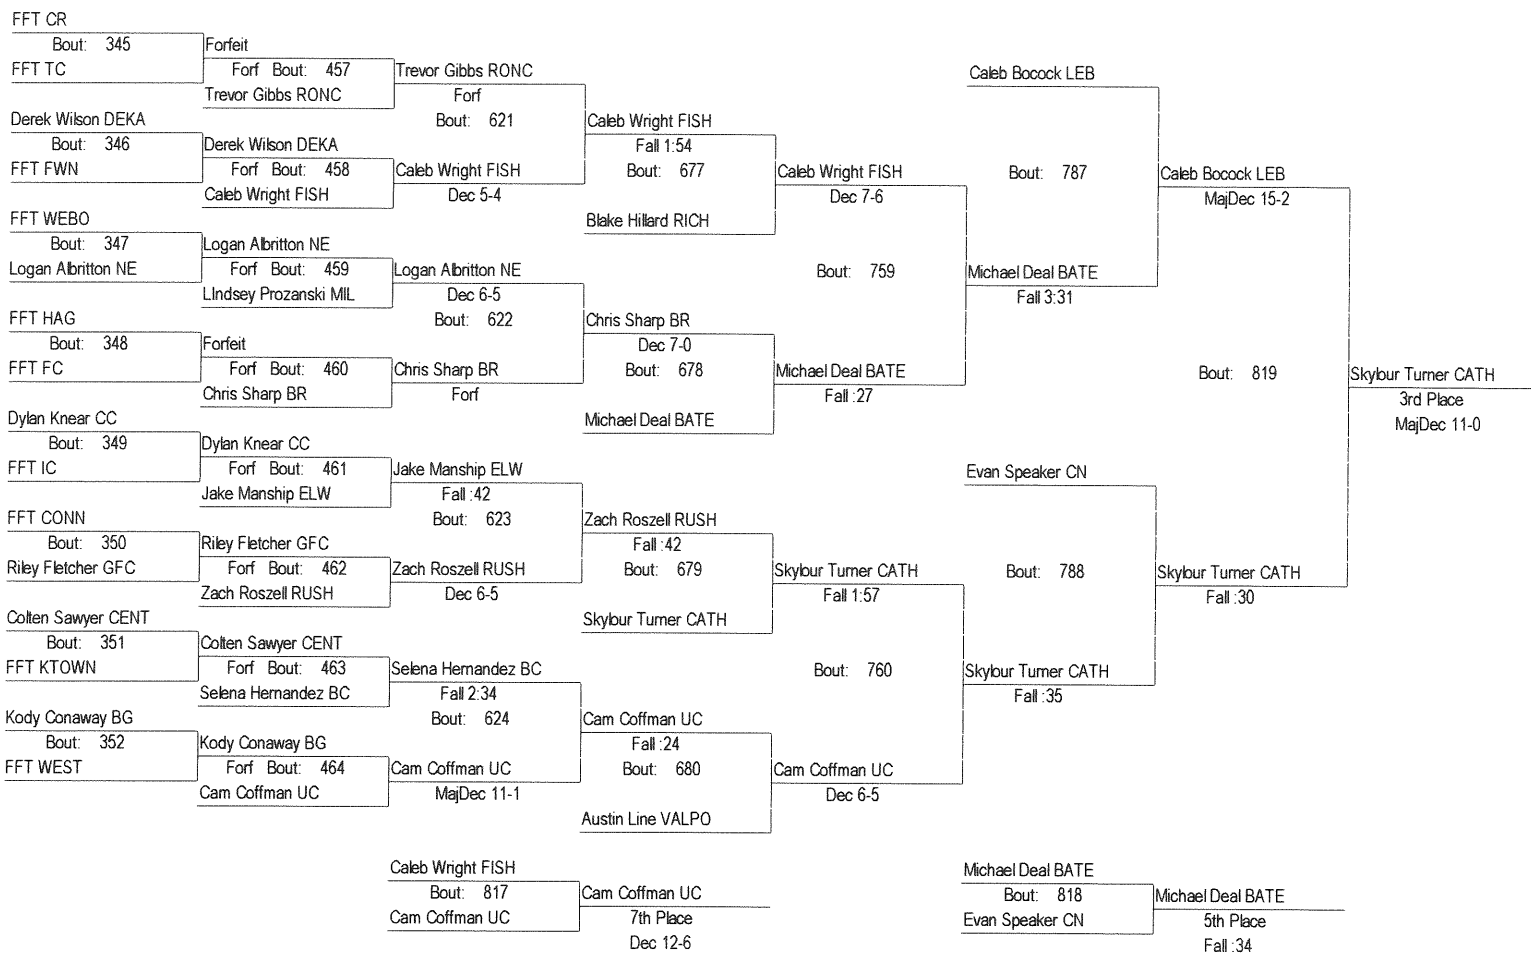 FFT CR
Bout: 345
FFT TC
Forfeit
Forf Bout: 457
Trevor Gibbs RONC
Trevor Gibbs RONC
Forf
Bout: 621
Derek Wilson DEKA
Bout: 346
FFT FWN
Derek Wilson DEKA
Forf Bout: 458
Caleb Wright FISH
Caleb Wright FISH
Dec 5-4
Caleb Wright FISH
Fall 1:54
Bout: 677
Blake Hillard RICH
Caleb Wright FISH
Dec 7-6
Bout: 759
FFT WEBO
Bout: 347
Logan Albritton NE
Logan Albritton NE
Forf Bout: 459
LIndsey Prozanski MIL
Logan Albritton NE
Dec 6-5
Bout: 622
FFT HAG
Bout: 348
FFT FC
Forfeit
Forf Bout: 460
Chris Sharp BR
Chris Sharp BR
Forf
Chris Sharp BR
Dec 7-0
Bout: 678
Michael Deal BATE
Michael Deal BATE
Fall :27
Caleb Bocock LEB
Bout: 787
Michael Deal BATE
Fall 3:31
Caleb Bocock LEB
MajDec 15-2
Bout: 819
Skylour Turner CATH
3rd Place
MajDec 11-0
Dylan Knear CC
Bout: 349
FFT IC
Dylan Knear CC
Forf Bout: 461
Jake Manship ELW
Jake Manship ELW
Fall :42
Bout: 623
FFT CONN
Bout: 350
Riley Fletcher GFC
Riley Fletcher GFC
Forf Bout: 462
Zach Roszell RUSH
Zach Roszell RUSH
Dec 6-5
Zach Roszell RUSH
Fall :42
Bout: 679
Skylour Turner CATH
Skylour Turner CATH
Fall 1:57
Bout: 760
Colten Sawyer CENT
Bout: 351
FFT KTOWN
Colten Sawyer CENT
Forf Bout: 463
Selena Hernandez BC
Selena Hernandez BC
Fall 2:34
Bout: 624
Kody Conaway BG
Bout: 352
FFT WEST
Kody Conaway BG
Forf Bout: 464
Cam Coffman UC
Cam Coffman UC
MajDec 11-1
Cam Coffman UC
Fall :24
Bout: 680
Austin Line VALPO
Cam Coffman UC
Dec 6-5
Evan Speaker CN
Bout: 788
Skylour Turner CATH
Fall :35
Skylour Turner CATH
Fall :30
Caleb Wright FISH
Bout: 817
Cam Coffman UC
Cam Coffman UC
7th Place
Dec 12-6
Michael Deal BATE
Bout: 818
Evan Speaker CN
Michael Deal BATE
5th Place
Fall :34